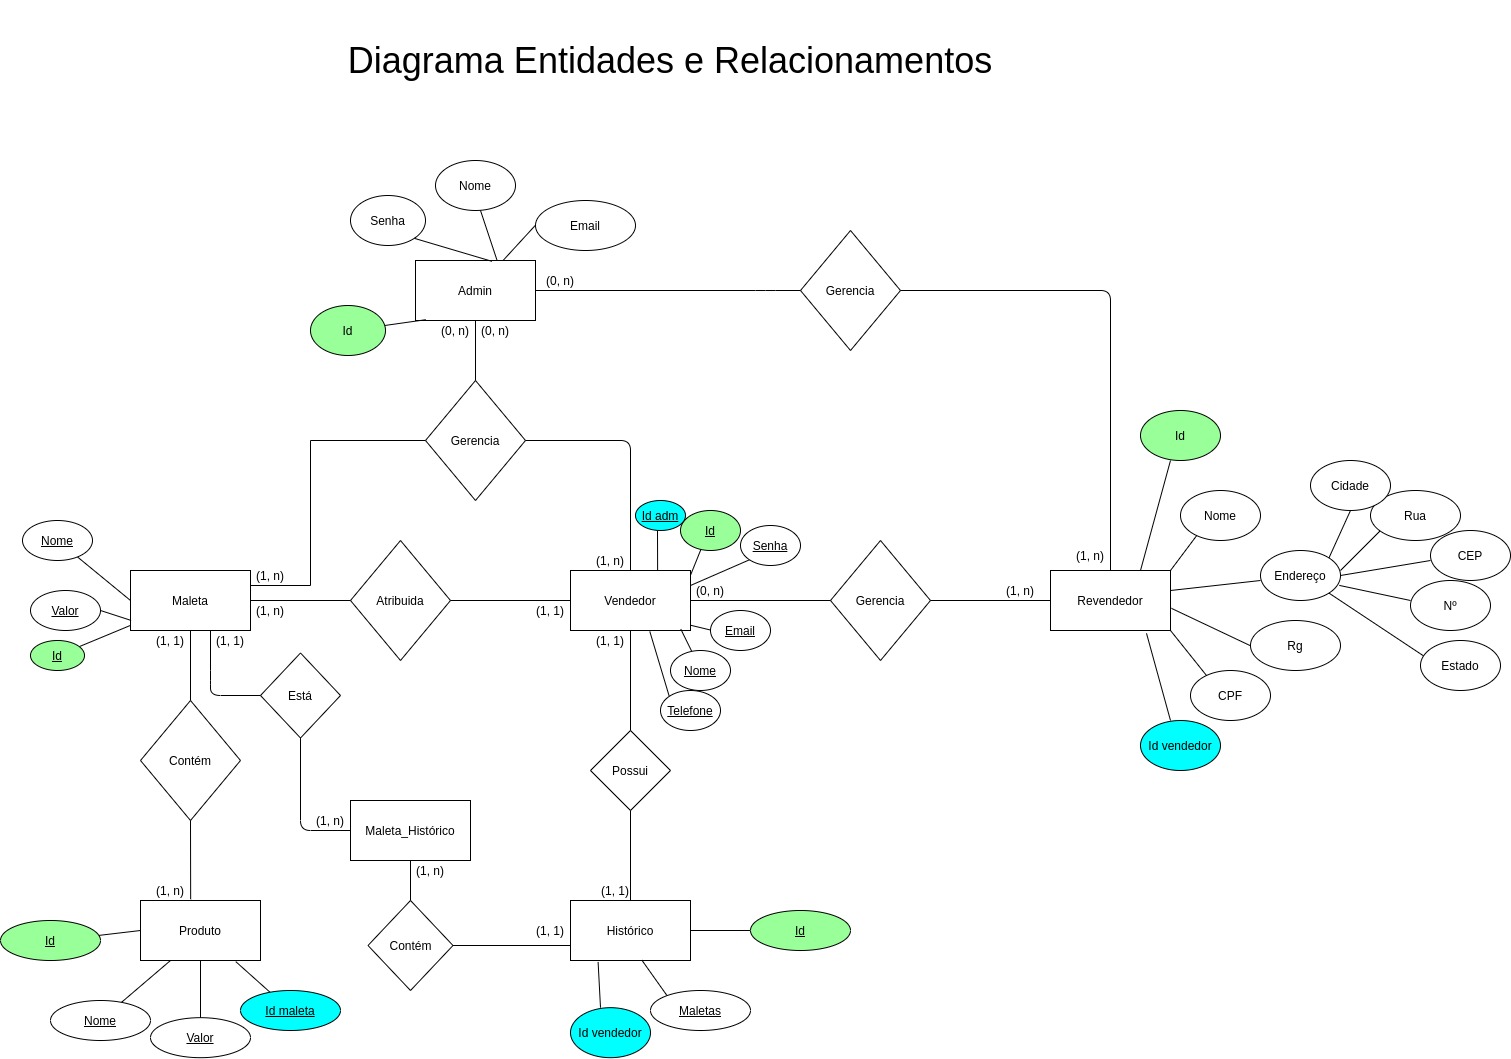 Diagrama Entidades e Relacionamentos
Nome
Senha
Email
Admin
(0, n)
Gerencia
Id
(0, n)
(0, n)
Gerencia
Id
Cidade
Nome
Rua
Id adm
Id
Senha
CEP
Nome
(1, n)
(1, n)
(1, n)
Endereço
Maleta
Valor
(1, n)
Atribuida
(1, 1)
Vendedor
(0, n)
Gerencia
(1, n)
Revendedor
Nº
Id
(1, 1)
(1, 1)
(1, 1)
Email
Rg
Estado
Nome
Telefone
CPF
Id vendedor
Está
Contém
Possui
(1, n)
Maleta_Histórico
(1, n)
(1, n)
(1, 1)
Id
Produto
Contém
(1, 1)
Histórico
Id
Nome
Valor
Id maleta
Id vendedor
Maletas